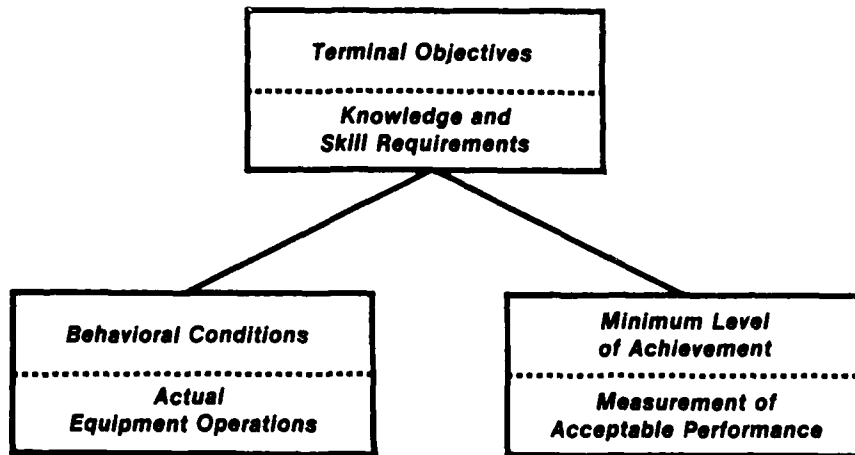 Terminal Objectives
Knowledge and
Skill Requirements
Behavioral Conditions
Actual
Equipment Operations
Minimum Level
of Achievement
Measurement of
Acceptable Performance